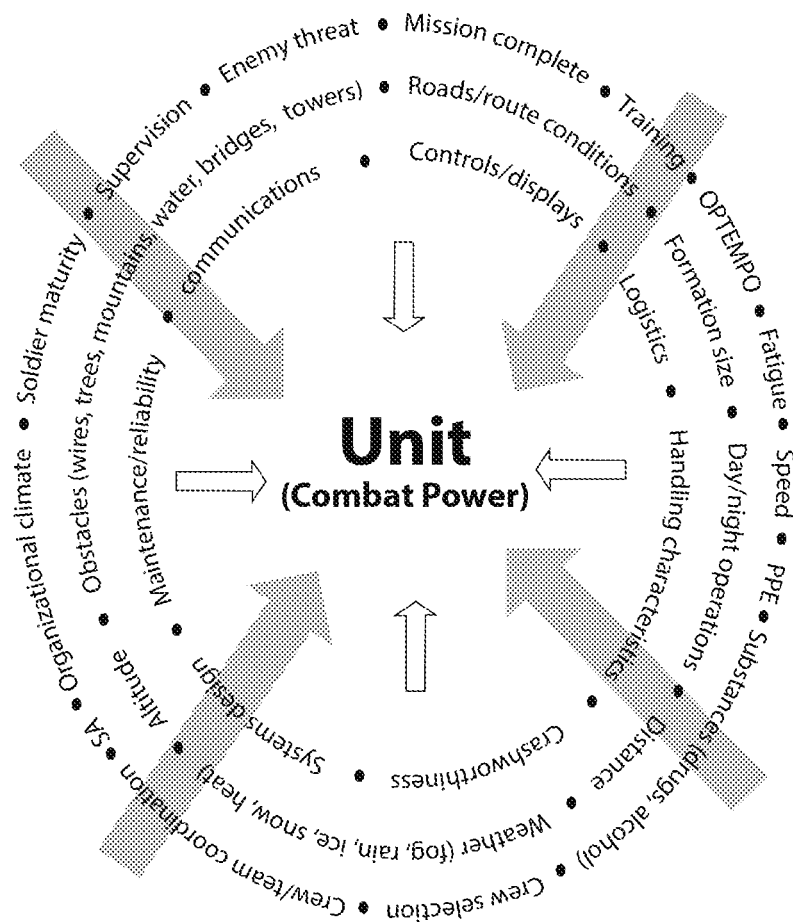 Enemy threat • Mission complete • Training • OPTEMPO • Fatigue • Speed • PPE • Substances (drugs, alcohol) • Crew selection • Crew/team coordination • SA • Organizational climate • Soldier maturity • Supervision •
Roads/route conditions • Formation size • Day/night operations • Distance • Weather (fog, rain, ice, snow, heat) • Altitude • Obstacles (wires, trees, mountains, water, bridges, towers) •
Controls/displays • Logistics • Handling characteristics • Crashworthiness • Systems design • Maintenance/reliability • communications •
Unit
(Combat Power)